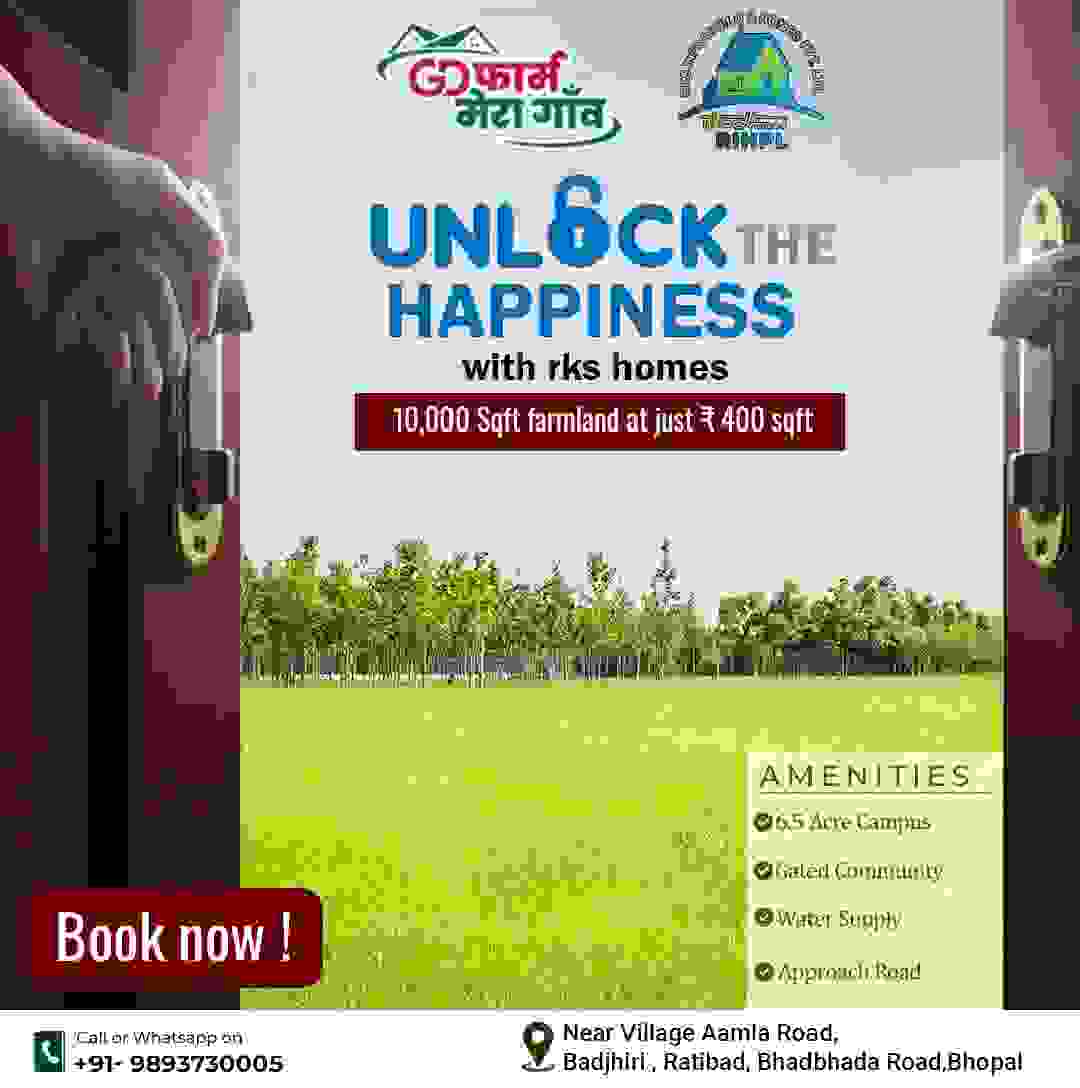 GD फार्म
मेरा गाँव
UNLOCK THE
HAPPINESS
with rks homes
10,000 Sqft farmland at just ₹ 400 sqft
AMENITIES
6.5 Acre Campus
Gated Community
Water Supply
Approach Road
Book now !
Call or Whatsapp on
+91- 9893730005
Near Village Aamla Road,
Badjhiri , Ratibad, Bhadbhada Road,Bhopal